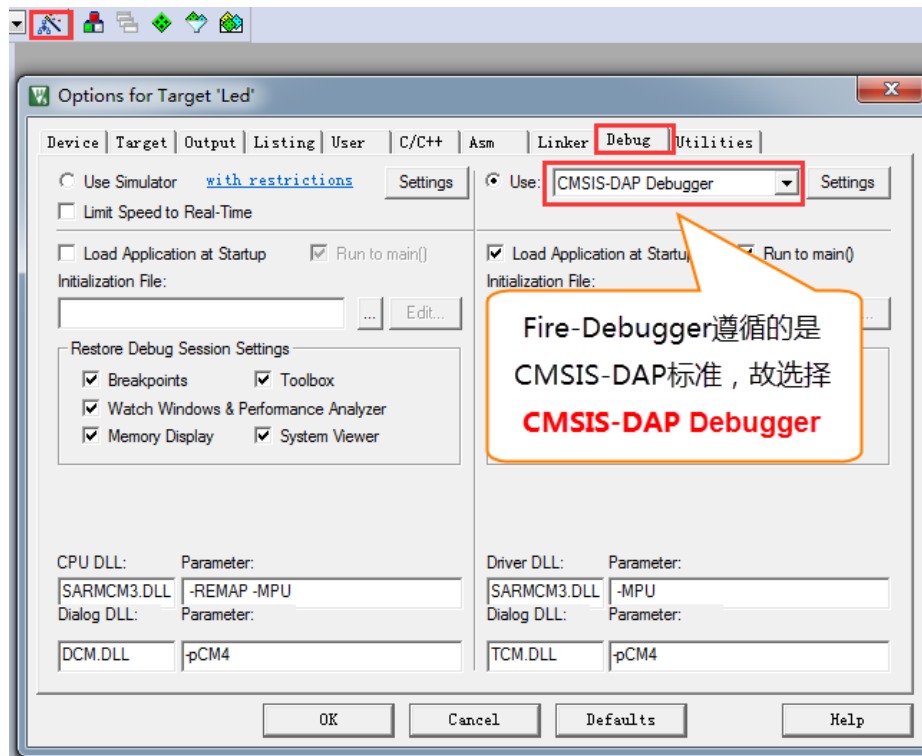 Options for Target 'Led'
Device Target Output Listing User C/C++ Asm Linker Debug Utilities
Use Simulator with restrictions Settings Use: CMSIS-DAP Debugger Settings
Limit Speed to Real-Time
Load Application at Startup Run to main() Load Application at Startup Run to main()
Initialization File: Initialization File:
... Edit...
Fire-Debugger遵循的是
CMSIS-DAP标准，故选择
CMSIS-DAP Debugger
Restore Debug Session Settings
Breakpoints Toolbox
Watch Windows & Performance Analyzer
Memory Display System Viewer
CPU DLL: Parameter: Driver DLL: Parameter:
SARMCM3.DLL -REMAP -MPU SARMCM3.DLL -MPU
Dialog DLL: Parameter: Dialog DLL: Parameter:
DCM.DLL -pCM4 TCM.DLL -pCM4
OK Cancel Defaults Help